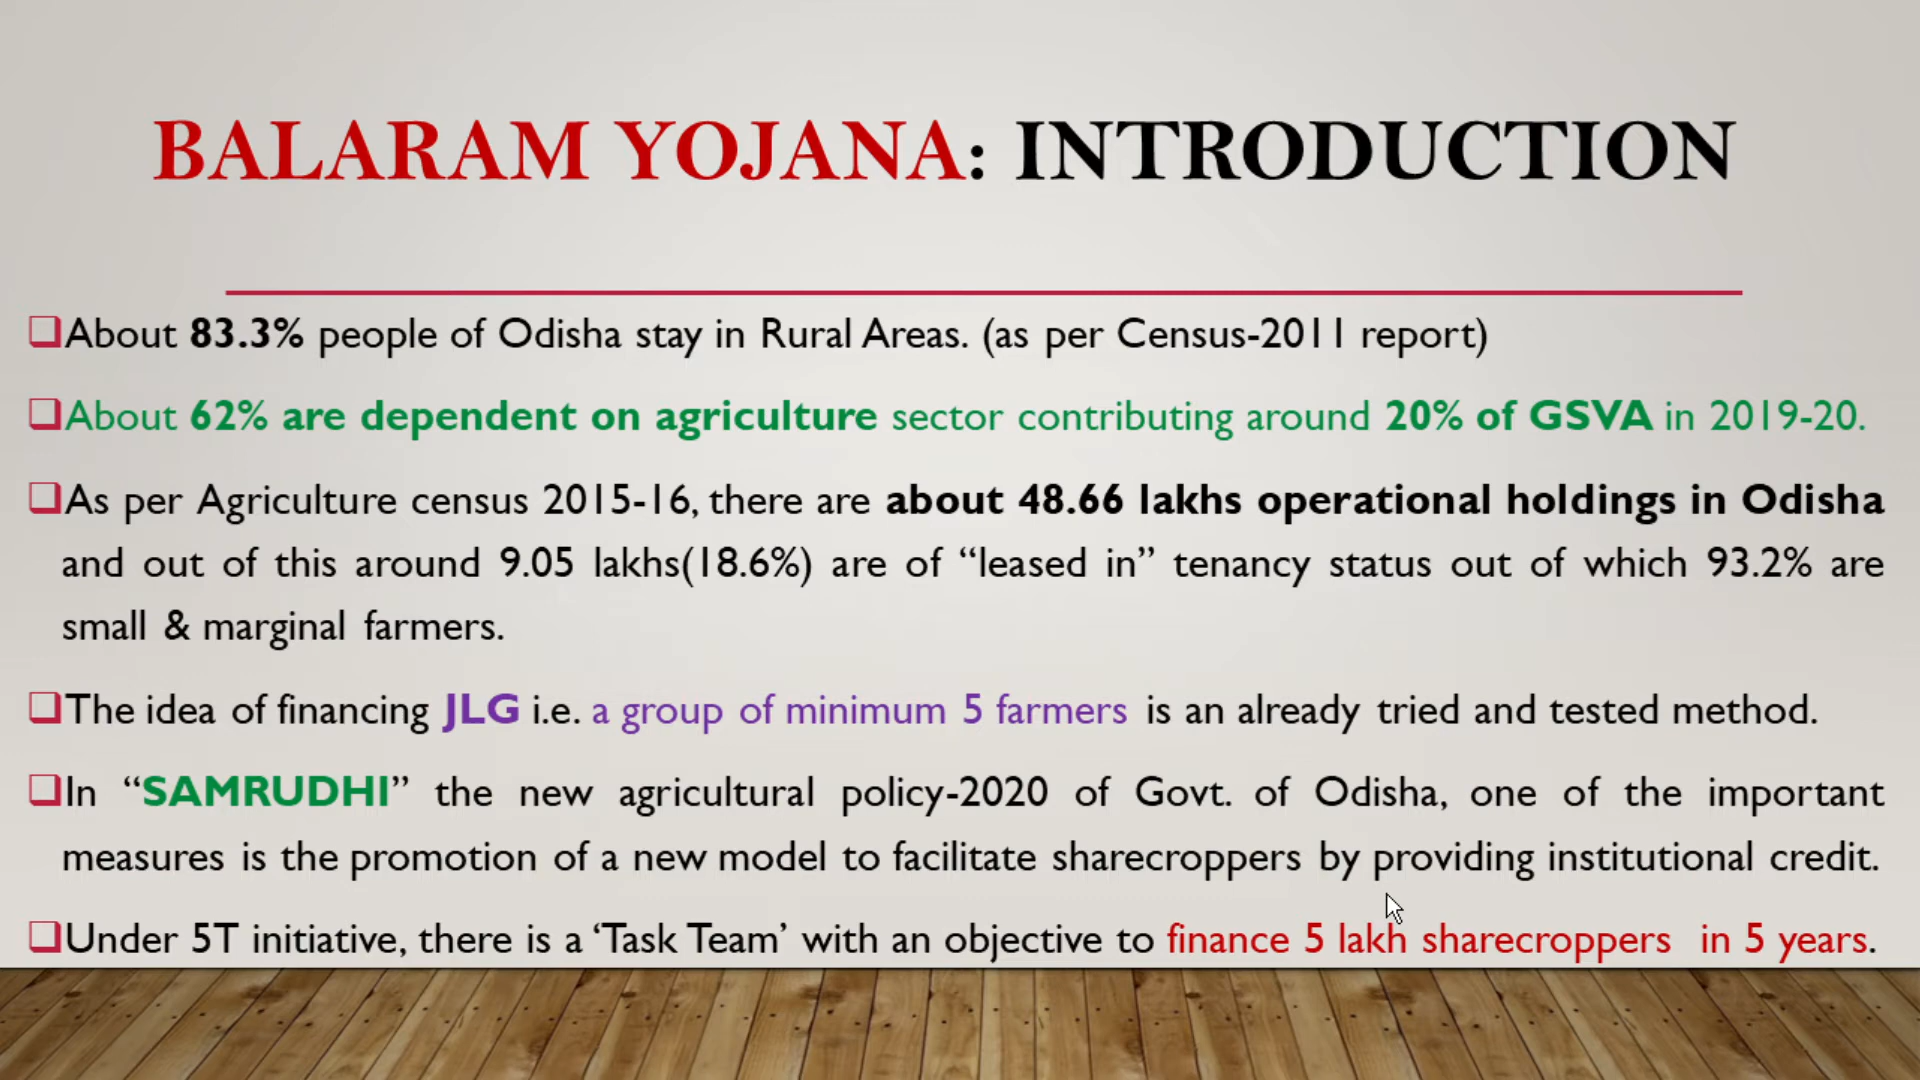 BALARAM YOJANA: INTRODUCTION
About 83.3% people of Odisha stay in Rural Areas. (as per Census-2011 report)
About 62% are dependent on agriculture sector contributing around 20% of GSVA in 2019-20.
As per Agriculture census 2015-16, there are about 48.66 lakhs operational holdings in Odisha
and out of this around 9.05 lakhs(18.6%) are of “leased in” tenancy status out of which 93.2% are
small & marginal farmers.
The idea of financing JLG i.e. a group of minimum 5 farmers is an already tried and tested method.
In “SAMRUDHI” the new agricultural policy-2020 of Govt. of Odisha, one of the important
measures is the promotion of a new model to facilitate sharecroppers by providing institutional credit.
Under 5T initiative, there is a ‘Task Team’ with an objective to finance 5 lakh sharecroppers in 5 years.